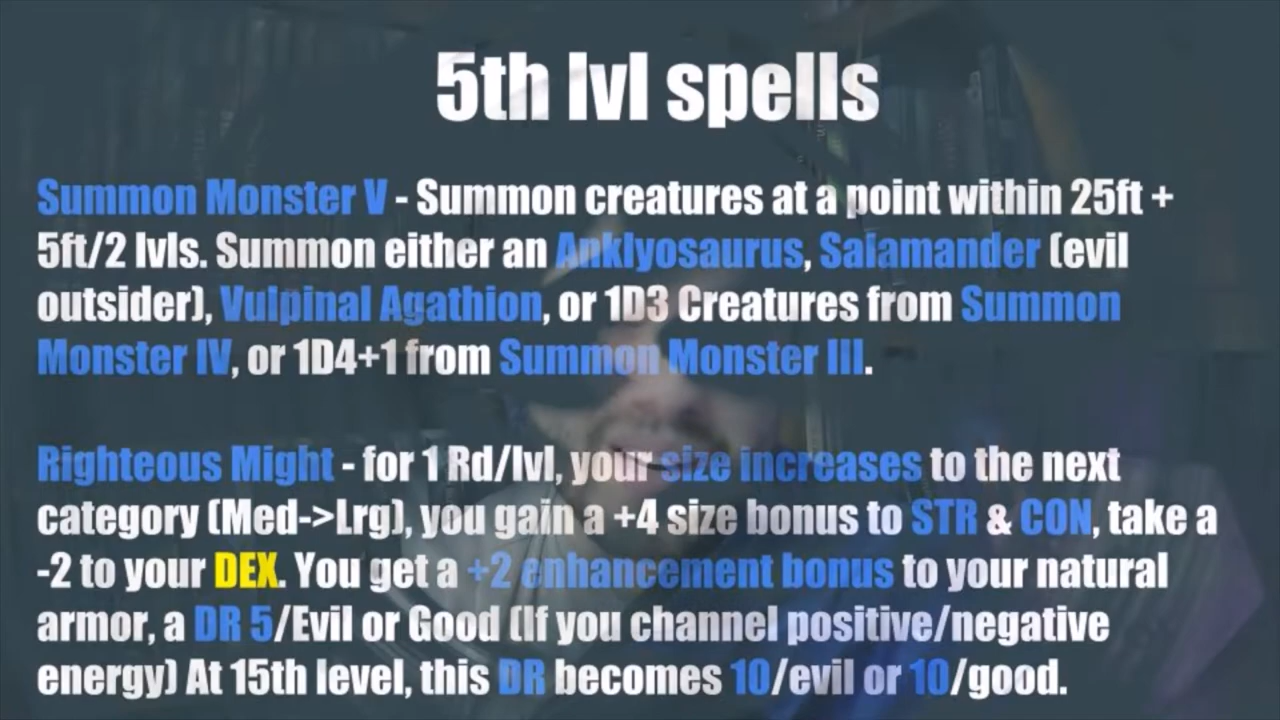 5th lvl spells
Summon Monster V - Summon creatures at a point within 25ft +
5ft/2 lvls. Summon either an Anklyosaurus, Salamander (evil
outsider), Vulpinal Agathion, or 1D3 Creatures from Summon
Monster IV, or 1D4+1 from Summon Monster III.
Righteous Might - for 1 Rd/lvl, your size increases to the next
category (Med->Lrg), you gain a +4 size bonus to STR & CON, take a
-2 to your DEX. You get a +2 enhancement bonus to your natural
armor, a DR 5/Evil or Good (If you channel positive/negative
energy) At 15th level, this DR becomes 10/evil or 10/good.